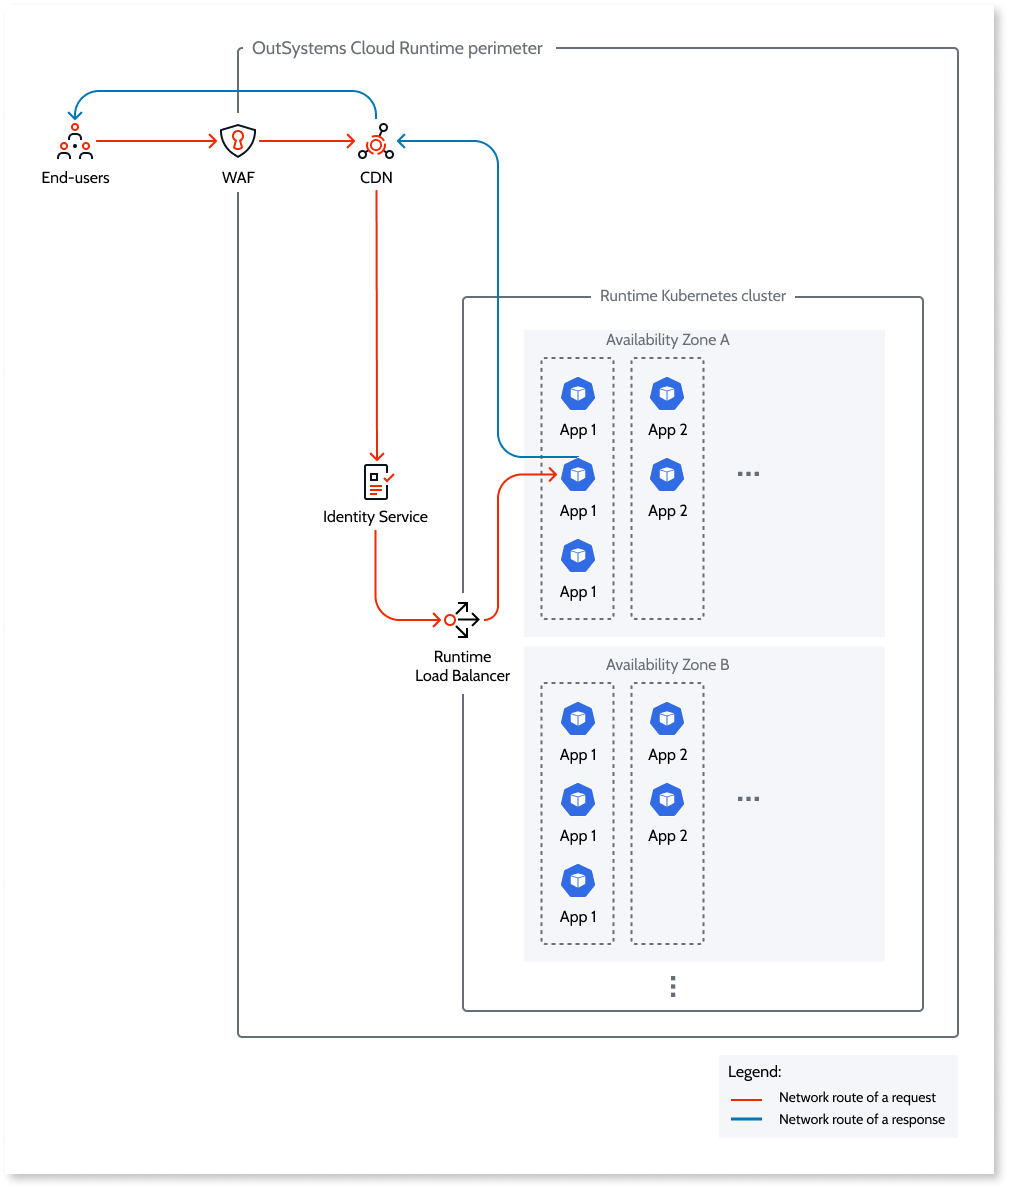 OutSystems Cloud Runtime perimeter
End-users
WAF
CDN
Runtime Kubernetes cluster
Availability Zone A
App 1
App 2
App 1
App 2
...
App 1
Identity Service
Runtime
Load Balancer
Availability Zone B
App 1
App 2
App 1
App 2
...
App 1
Legend:
Network route of a request
Network route of a response